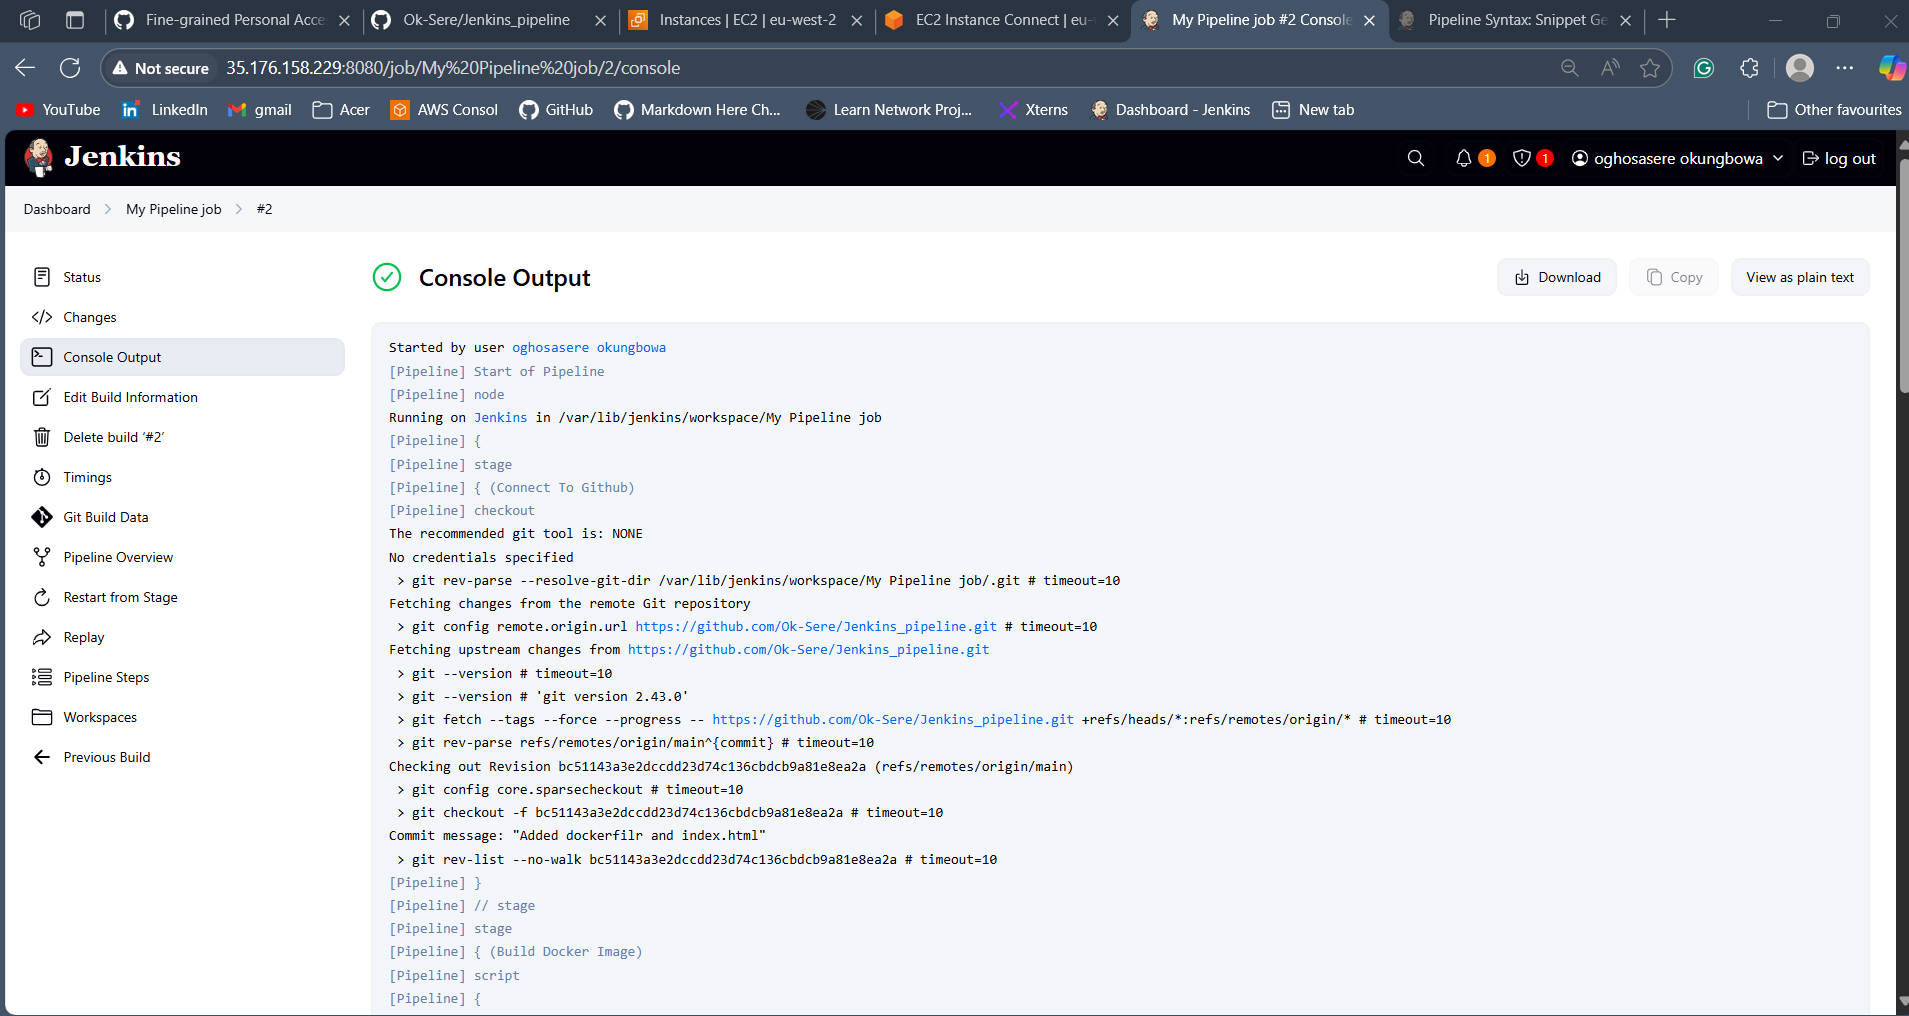 Fine-grained Personal Acce
Ok-Sere/Jenkins_pipeline
Instances | EC2 | eu-west-2
EC2 Instance Connect | eu-
My Pipeline job #2 Console
Pipeline Syntax: Snippet Ge
Not secure
35.176.158.229:8080/job/My%20Pipeline%20job/2/console
YouTube
LinkedIn
gmail
Acer
AWS Consol
GitHub
Markdown Here Ch...
Learn Network Proj...
Xterns
Dashboard - Jenkins
New tab
Other favourites
Jenkins
1
1
oghosasere okungbowa
log out
Dashboard
My Pipeline job
#2
Status
Changes
Console Output
Edit Build Information
Delete build ‘#2’
Timings
Git Build Data
Pipeline Overview
Restart from Stage
Replay
Pipeline Steps
Workspaces
Previous Build
Console Output
Download
Copy
View as plain text
Started by user oghosasere okungbowa
[Pipeline] Start of Pipeline
[Pipeline] node
Running on Jenkins in /var/lib/jenkins/workspace/My Pipeline job
[Pipeline] {
[Pipeline] stage
[Pipeline] { (Connect To Github)
[Pipeline] checkout
The recommended git tool is: NONE
No credentials specified
> git rev-parse --resolve-git-dir /var/lib/jenkins/workspace/My Pipeline job/.git # timeout=10
Fetching changes from the remote Git repository
> git config remote.origin.url https://github.com/Ok-Sere/Jenkins_pipeline.git # timeout=10
Fetching upstream changes from https://github.com/Ok-Sere/Jenkins_pipeline.git
> git --version # timeout=10
> git --version # 'git version 2.43.0'
> git fetch --tags --force --progress -- https://github.com/Ok-Sere/Jenkins_pipeline.git +refs/heads/*:refs/remotes/origin/* # timeout=10
> git rev-parse refs/remotes/origin/main^{commit} # timeout=10
Checking out Revision bc51143a3e2dccdd23d74c136cbdcb9a81e8ea2a (refs/remotes/origin/main)
> git config core.sparsecheckout # timeout=10
> git checkout -f bc51143a3e2dccdd23d74c136cbdcb9a81e8ea2a # timeout=10
Commit message: "Added dockerfilr and index.html"
> git rev-list --no-walk bc51143a3e2dccdd23d74c136cbdcb9a81e8ea2a # timeout=10
[Pipeline] }
[Pipeline] // stage
[Pipeline] stage
[Pipeline] { (Build Docker Image)
[Pipeline] script
[Pipeline] {